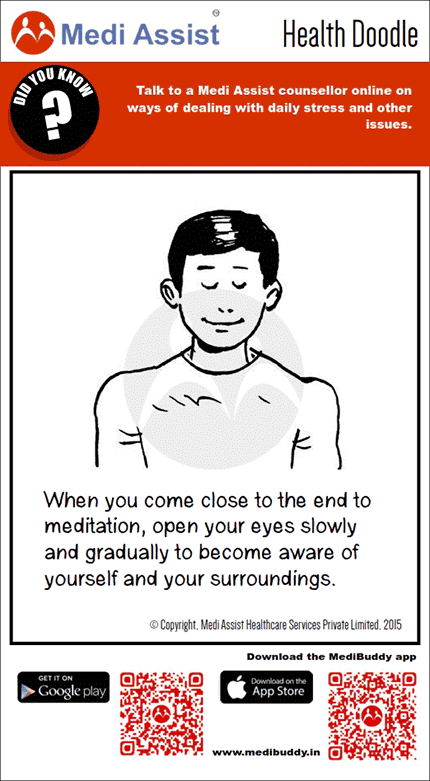 Medi Assist®
Health Doodle
DID YOU KNOW
?
Talk to a Medi Assist counsellor online on
ways of dealing with daily stress and other
issues.
When you come close to the end to
meditation, open your eyes slowly
and gradually to become aware of
yourself and your surroundings.
© Copyright, Medi Assist Healthcare Services Private Limited, 2015
Download the MediBuddy app
GET IT ON
Google play
Download on the
App Store
www.medibuddy.in